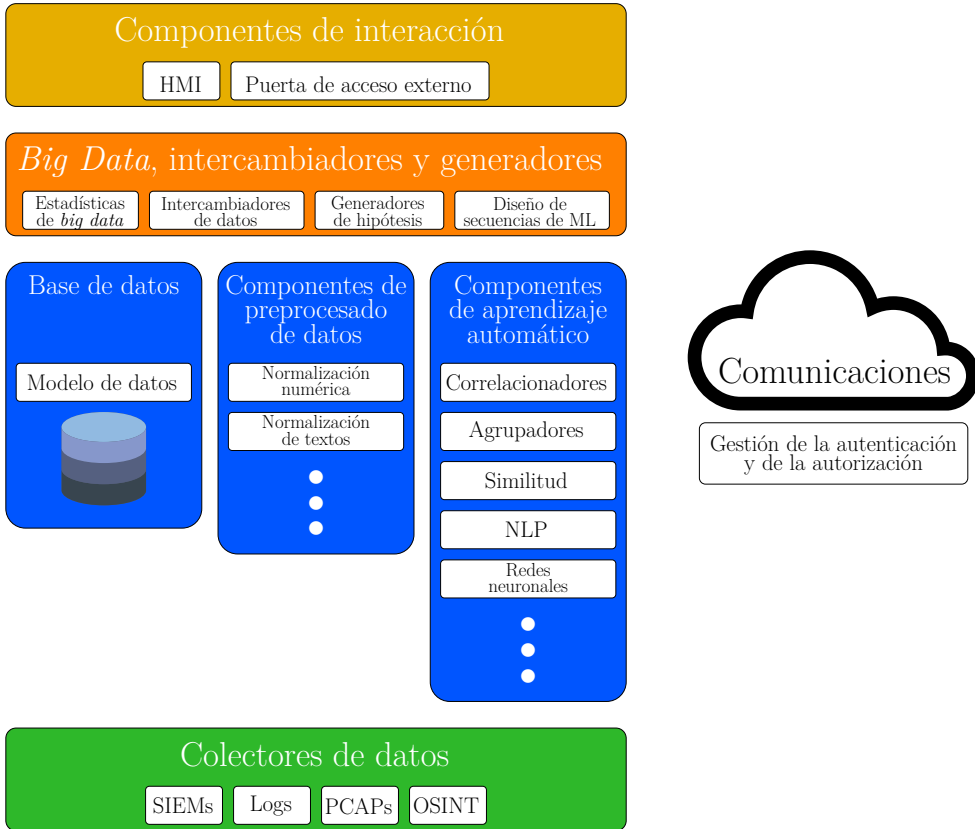 Componentes de interacción
HMI
Puerta de acceso externo
Big Data, intercambiadores y generadores
Estadísticas
de big data
Intercambiadores
de datos
Generadores
de hipótesis
Diseño de
secuencias de ML
Base de datos
Modelo de datos
Componentes de
preprocesado
de datos
Normalización
numérica
Normalización
de textos
Componentes
de aprendizaje
automático
Correlacionadores
Agrupadores
Similitud
NLP
Redes
neuronales
Comunicaciones
Gestión de la autenticación
y de la autorización
Colectores de datos
SIEMs
Logs
PCAPs
OSINT